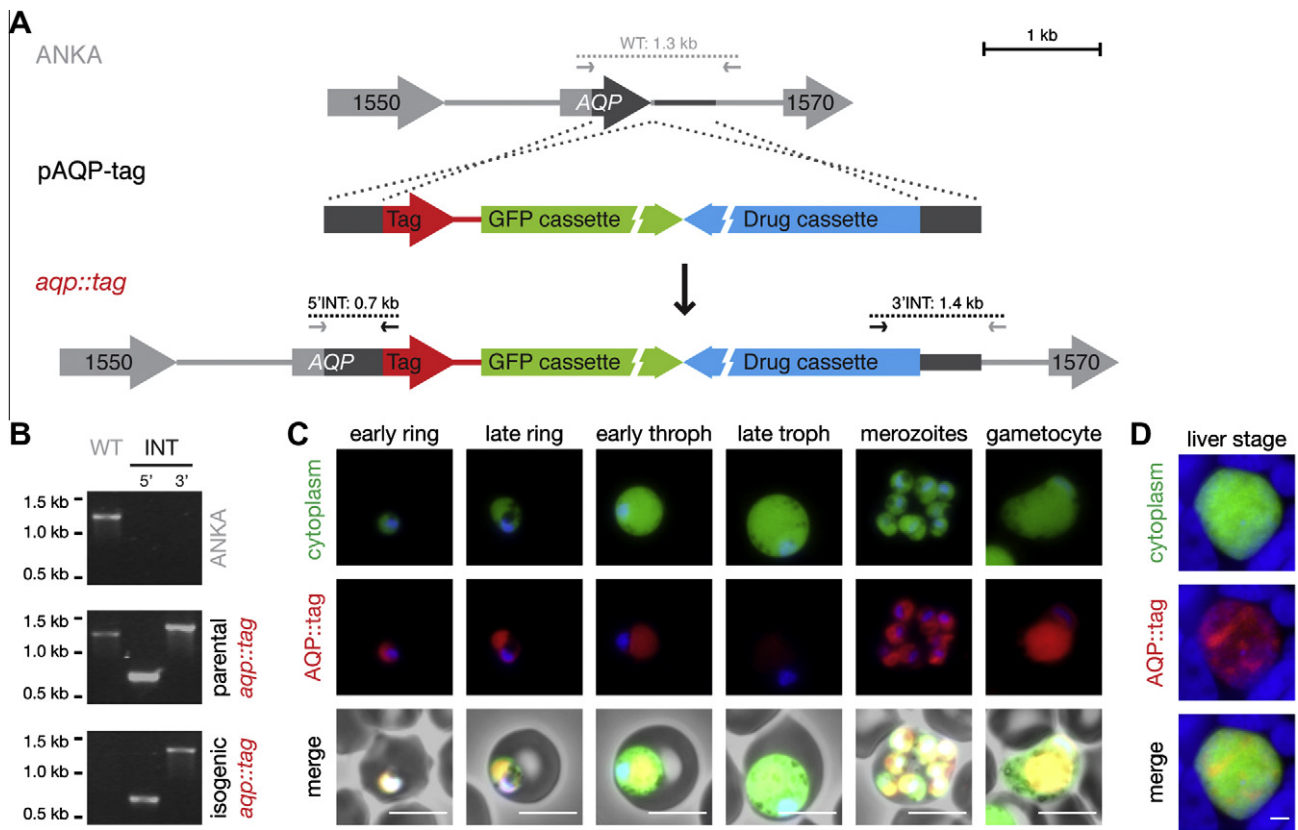 A
ANKA
WT: 1.3 kb
1 kb
1550
AQP
1570
pAQP-tag
Tag
GFP cassette
Drug cassette
aqp::tag
5'INT: 0.7 kb
3'INT: 1.4 kb
1550
AQP
Tag
GFP cassette
Drug cassette
1570
B
WT
INT
5'
3'
1.5 kb
1.0 kb
0.5 kb
ANKA
1.5 kb
1.0 kb
0.5 kb
parental
aqp::tag
1.5 kb
1.0 kb
0.5 kb
isogenic
aqp::tag
C
early ring
late ring
early throph
late troph
merozoites
gametocyte
cytoplasm
AQP::tag
merge
D
liver stage
cytoplasm
AQP::tag
merge